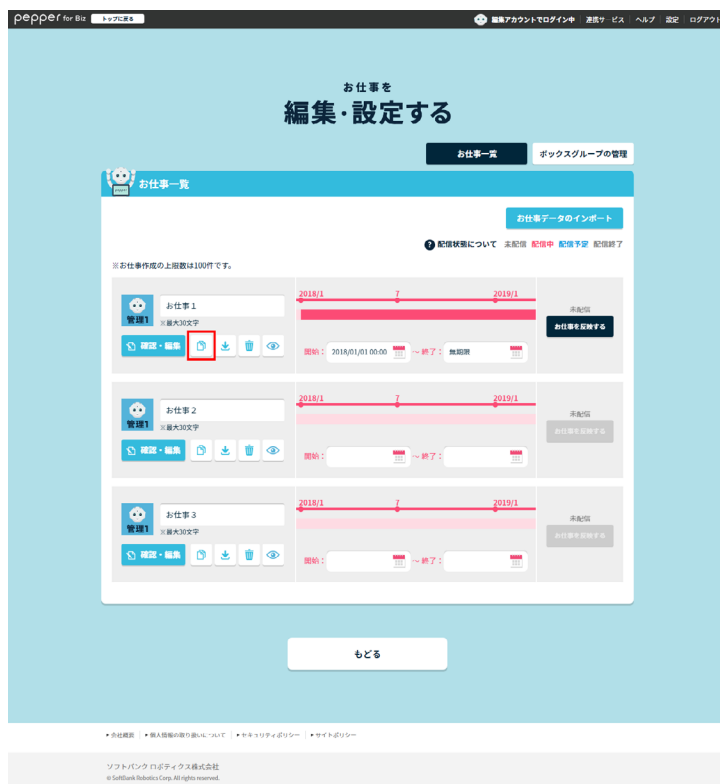 pepper for Biz トップに戻る 編集アカウントでログイン中 連携サービス ヘルプ 設定 ログアウト
お仕事を
編集・設定する
お仕事一覧 ボックスグループの管理
お仕事一覧
お仕事データのインポート
? 配信状態について 未配信 配信中 配信予定 配信終了
※お仕事作成の上限数は100件です。
管理1 お仕事１
※最大30文字
確認・編集
2018/1 7 2019/1
開始： 2018/01/01 00:00 ～ 終了： 無期限
未配信
お仕事を反映する
管理1 お仕事２
※最大30文字
確認・編集
2018/1 7 2019/1
開始： ～ 終了：
未配信
お仕事を反映する
管理1 お仕事３
※最大30文字
確認・編集
2018/1 7 2019/1
開始： ～ 終了：
未配信
お仕事を反映する
もどる
会社概要 個人情報の取り扱いについて セキュリティポリシー サイトポリシー
ソフトバンク ロボティクス株式会社
© SoftBank Robotics Corp. All rights reserved.